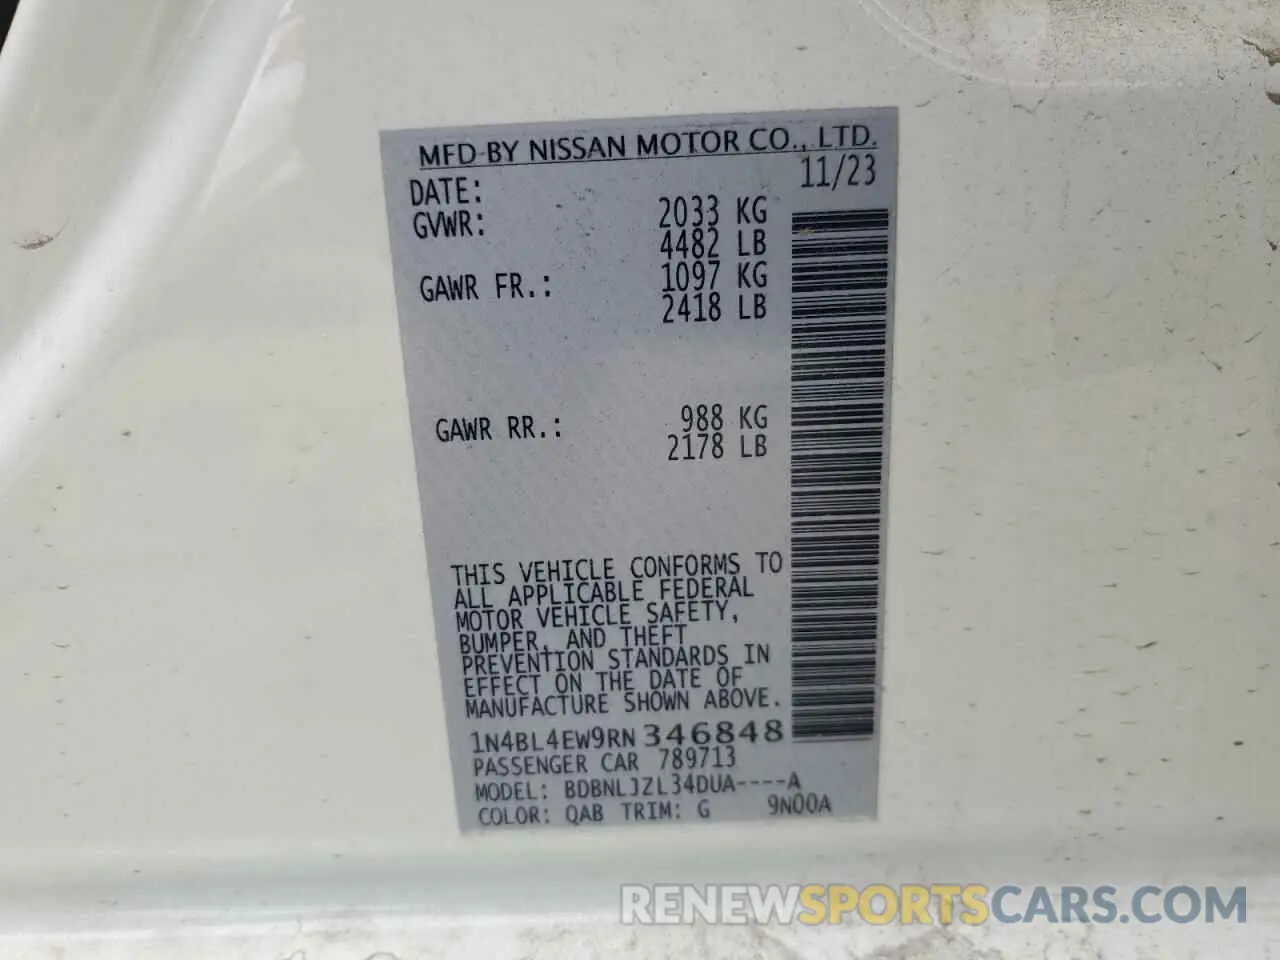 MFD BY NISSAN MOTOR CO., LTD.
DATE: 11/23
GVWR: 2033 KG
4482 LB
GAWR FR.: 1097 KG
2418 LB
GAWR RR.: 988 KG
2178 LB
THIS VEHICLE CONFORMS TO
ALL APPLICABLE FEDERAL
MOTOR VEHICLE SAFETY,
BUMPER, AND THEFT
PREVENTION STANDARDS IN
EFFECT ON THE DATE OF
MANUFACTURE SHOWN ABOVE.
1N4BL4EW9RN 346848
PASSENGER CAR 789713
MODEL: BDBNLJZL34DUA----A
COLOR: QAB TRIM: G 9N00A
RENEWSPORTSCARS.COM